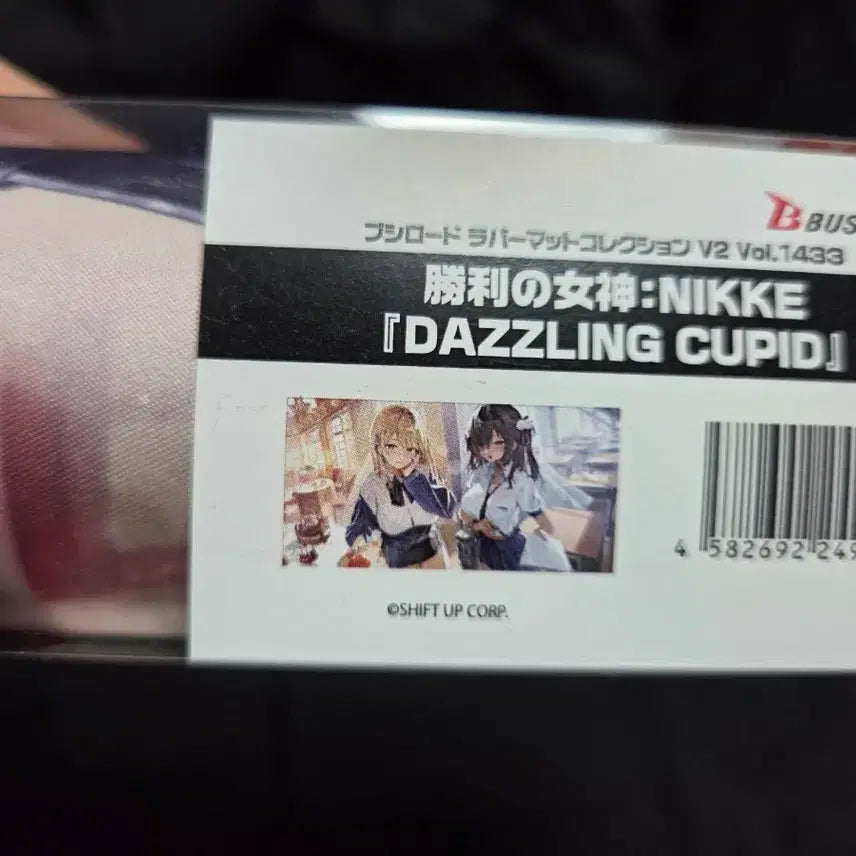 BUS
ブシロード ラバーマットコレクション V2 Vol.1433
勝利の女神：NIKKE
『DAZZLING CUPID』
4 582692 249
©SHIFT UP CORP.